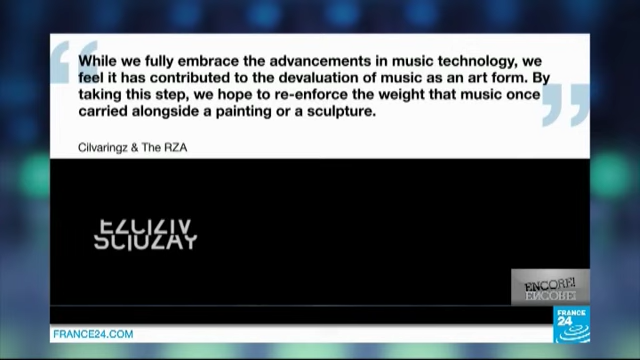 While we fully embrace the advancements in music technology, we
feel it has contributed to the devaluation of music as an art form. By
taking this step, we hope to re-enforce the weight that music once
carried alongside a painting or a sculpture.
Cilvaringz & The RZA
ENCORE!
ENCORE!
FRANCE
24
FRANCE24.COM